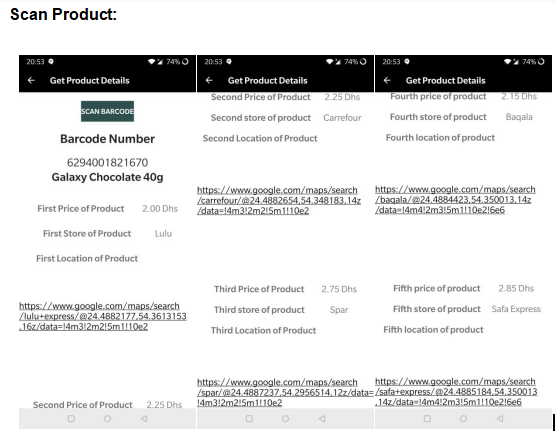 Scan Product:
20:53 74%
Get Product Details
SCAN BARCODE
Barcode Number
6294001821670
Galaxy Chocolate 40g
First Price of Product 2.00 Dhs
First Store of Product Lulu
First Location of Product
https://www.google.com/maps/search
/lulu+express/@24.4882177,54.3613153
,16z/data=!4m3!2m2!5m1!10e2
Second Price of Product 2.25 Dhs
20:53 74%
Get Product Details
Second Price of Product 2.25 Dhs
Second store of product Carrefour
Second Location of Product
https://www.google.com/maps/search
/carrefour/@24.4882654,54.348183,14z
/data=!4m3!2m2!5m1!10e2
Third Price of Product 2.75 Dhs
Third store of product Spar
Third Location of Product
https://www.google.com/maps/search
/spar/@24.4887237,54.2956514,12z/data=
!4m3!2m2!5m1!10e2
20:53 74%
Get Product Details
Fourth Price of product 2.15 Dhs
Fourth store of product Baqala
Fourth location of product
https://www.google.com/maps/search
/baqala/@24.4884423,54.350013,14z
/data=!4m4!2m3!5m1!10e2!6e6
Fifth price of product 2.85 Dhs
Fifth store of product Safa Express
Fifth location of product
https://www.google.com/maps/search
/safa+express/@24.4885184,54.350013
,14z/data=!4m4!2m3!5m1!10e2!6e6